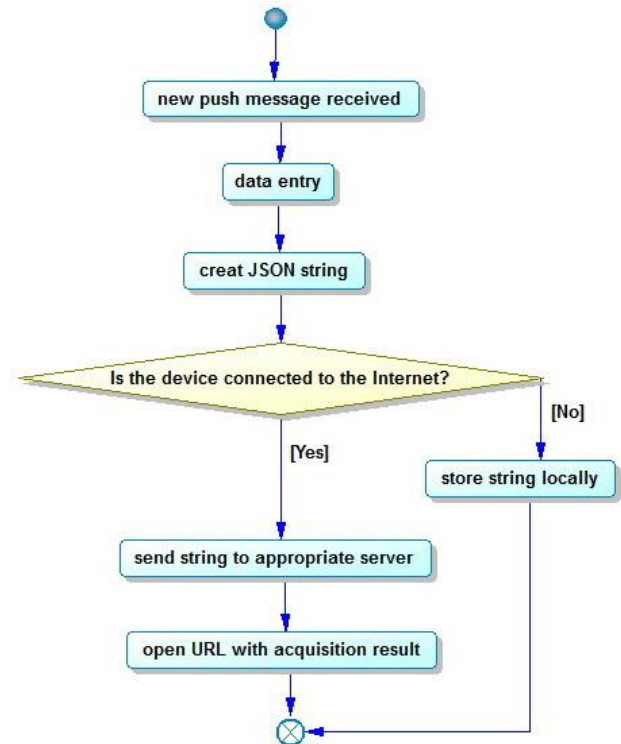 new push message received
data entry
creat JSON string
Is the device connected to the Internet?
[No]
[Yes]
store string locally
send string to appropriate server
open URL with acquisition result